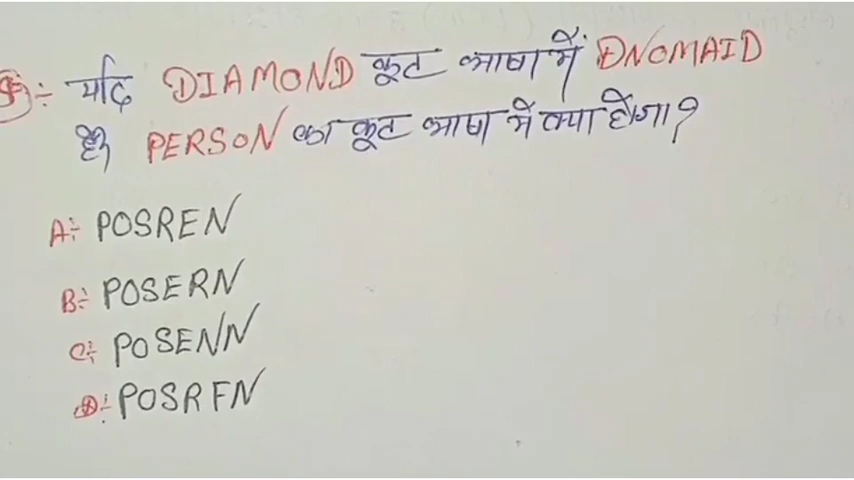 यदि DIAMOND कूट भाषा में DNOMAID
है PERSON का कूट भाषा में क्या होगा?
A:- POSREN
B:- POSERN
C:- POSENN
D:- POSRFN